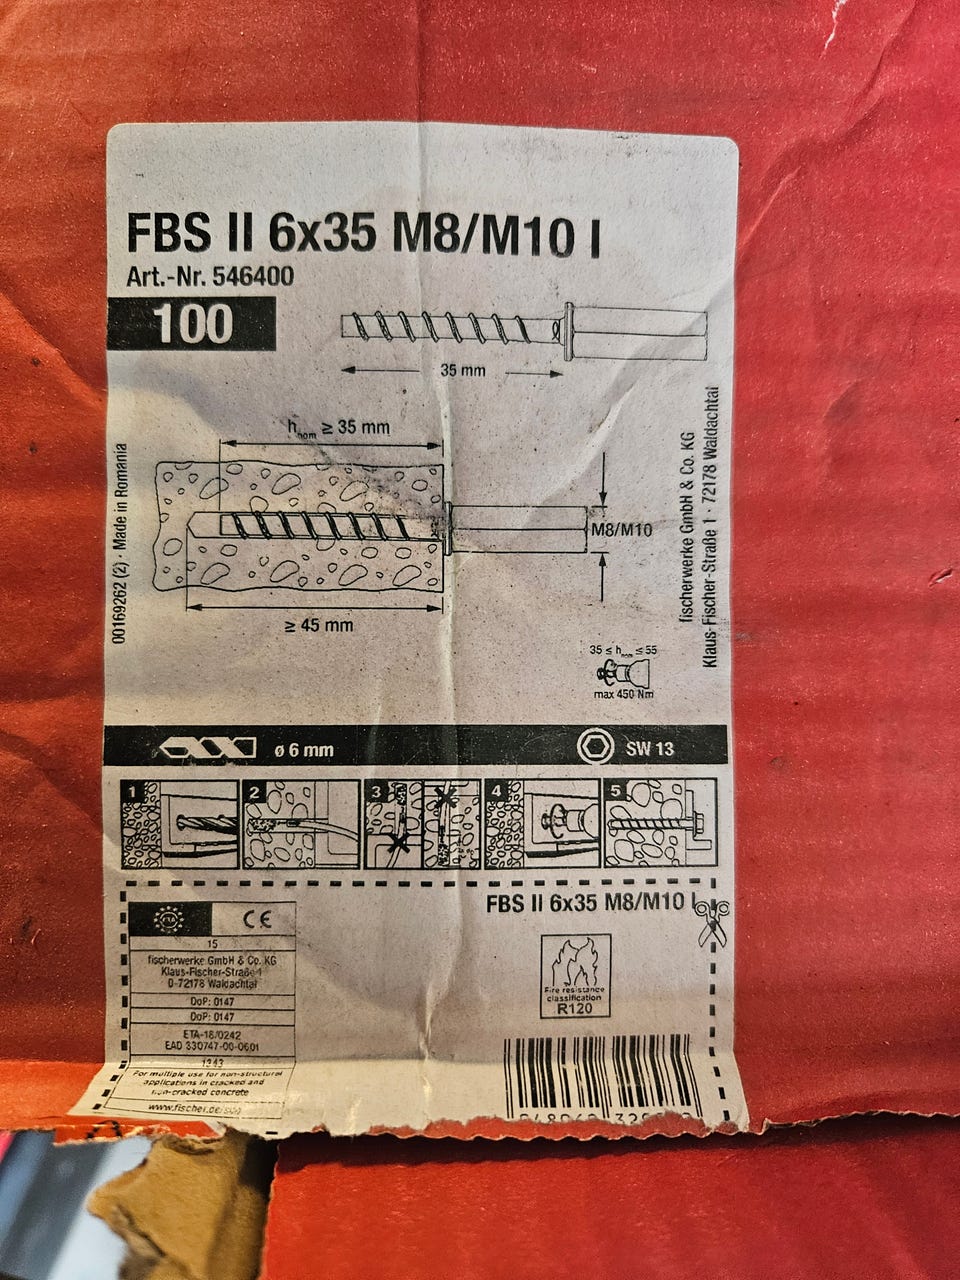 FBS II 6x35 M8/M10 I
Art.-Nr. 546400
100
35 mm
hnom ≥ 35 mm
M8/M10
≥ 45 mm
00169262 (2) · Made in Romania
fischerwerke GmbH & Co. KG
Klaus-Fischer-Straße 1 · 72178 Waldachtal
35 ≤ hnom ≤ 55
max 450 Nm
ø 6 mm
SW 13
1
2
3
4
5
FBS II 6x35 M8/M10 I
CE
15
fischerwerke GmbH & Co. KG
Klaus-Fischer-Straße 1
D-72178 Waldachtal
DoP: 0147
DoP: 0147
ETA-18/0242
EAD 330747-00-0601
1343
For multiple use for non-structural
applications in cracked and
non-cracked concrete
Fire resistance
classification
R120